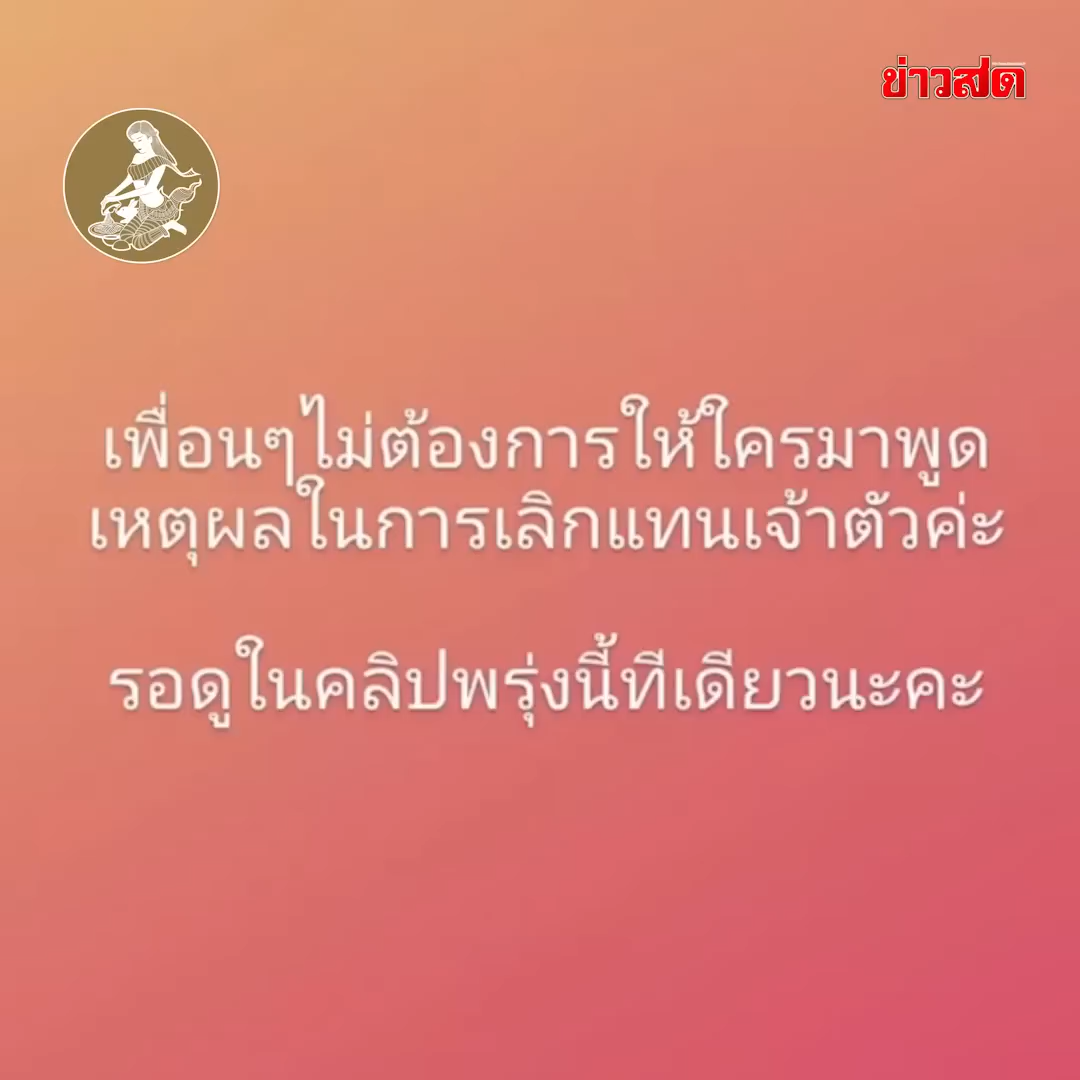 ข่าวสด
เพื่อนๆไม่ต้องการให้ใครมาพูด
เหตุผลในการเลิกแทนเจ้าตัวค่ะ
รอดูในคลิปพรุ่งนี้ทีเดียวนะคะ